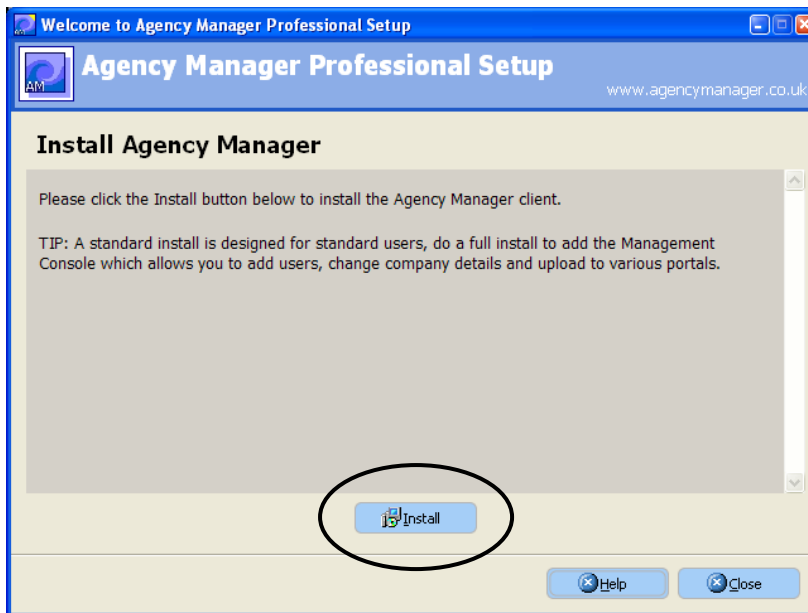 Welcome to Agency Manager Professional Setup
Agency Manager Professional Setup
AM
www.agencymanager.co.uk
Install Agency Manager
Please click the Install button below to install the Agency Manager client.
TIP: A standard install is designed for standard users, do a full install to add the Management
Console which allows you to add users, change company details and upload to various portals.
Install
Help
Close